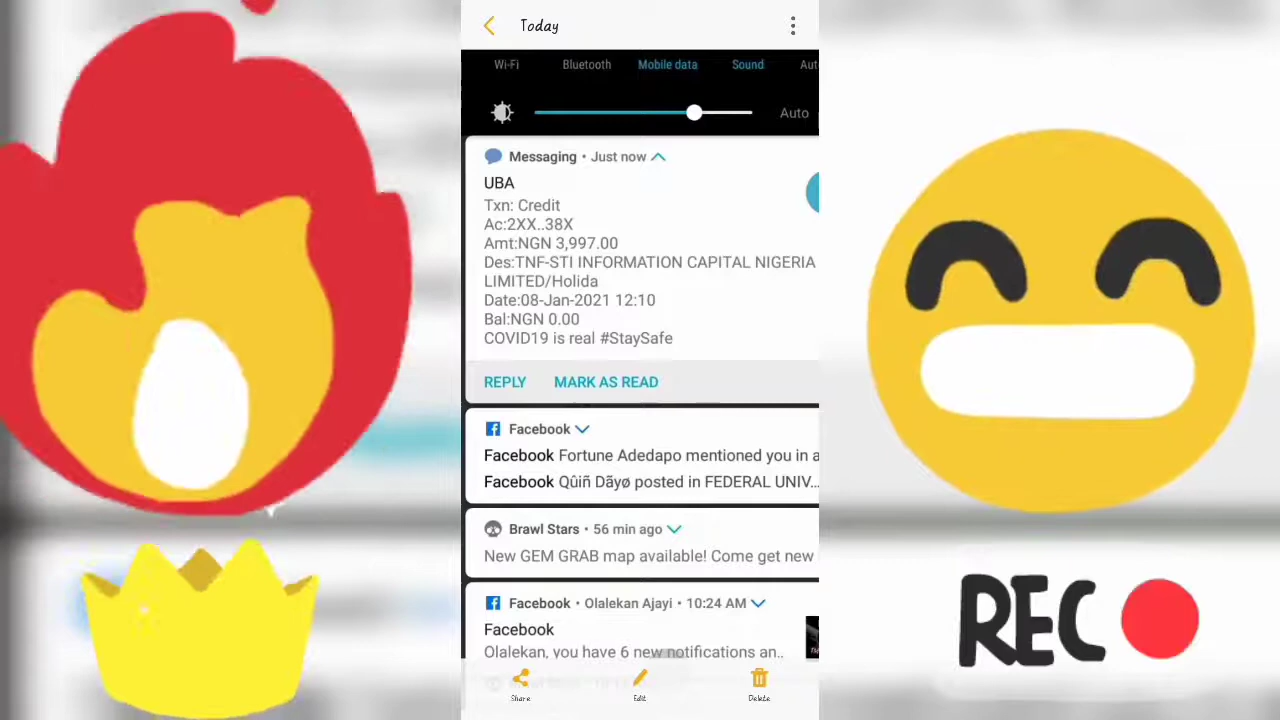 Today
Wi-Fi Bluetooth Mobile data Sound Aut
Auto
Messaging • Just now
UBA
Txn: Credit
Ac:2XX..38X
Amt:NGN 3,997.00
Des:TNF-STI INFORMATION CAPITAL NIGERIA
LIMITED/Holida
Date:08-Jan-2021 12:10
Bal:NGN 0.00
COVID19 is real #StaySafe
REPLY MARK AS READ
Facebook
Facebook Fortune Adedapo mentioned you in a
Facebook Qûiñ Dãyø posted in FEDERAL UNIV...
Brawl Stars • 56 min ago
New GEM GRAB map available! Come get new
Facebook • Olalekan Ajayi • 10:24 AM
Facebook
Olalekan, you have 6 new notifications an..
Share Edit Delete
REC